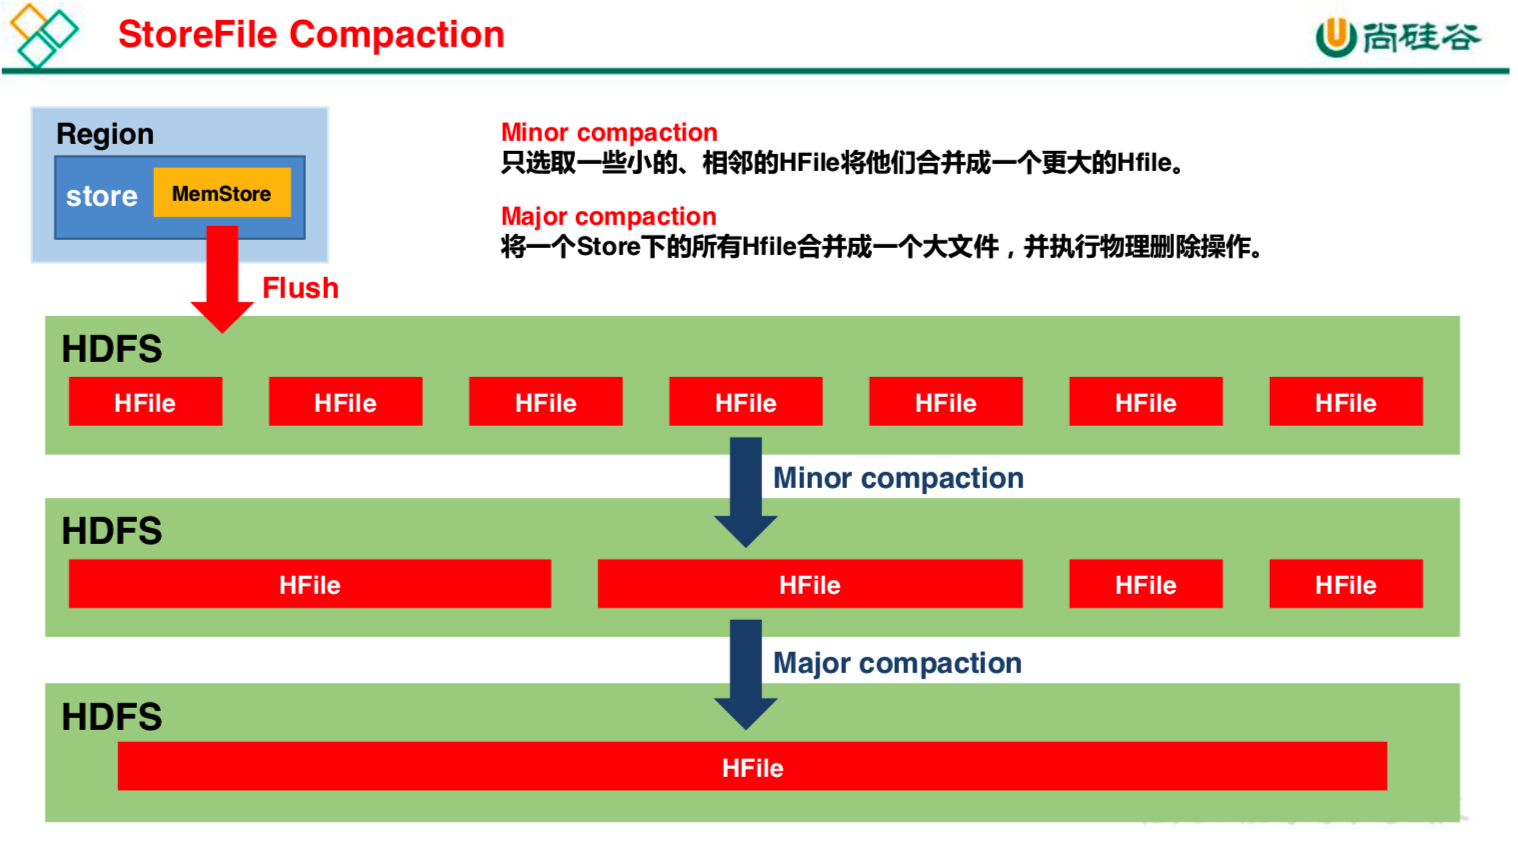 StoreFile Compaction
尚硅谷
Region
store
MemStore
Minor compaction
只选取一些小的、相邻的HFile将他们合并成一个更大的Hfile。
Major compaction
将一个Store下的所有Hfile合并成一个大文件，并执行物理删除操作。
Flush
HDFS
HFile
HFile
HFile
HFile
HFile
HFile
HFile
Minor compaction
HDFS
HFile
HFile
HFile
HFile
Major compaction
HDFS
HFile